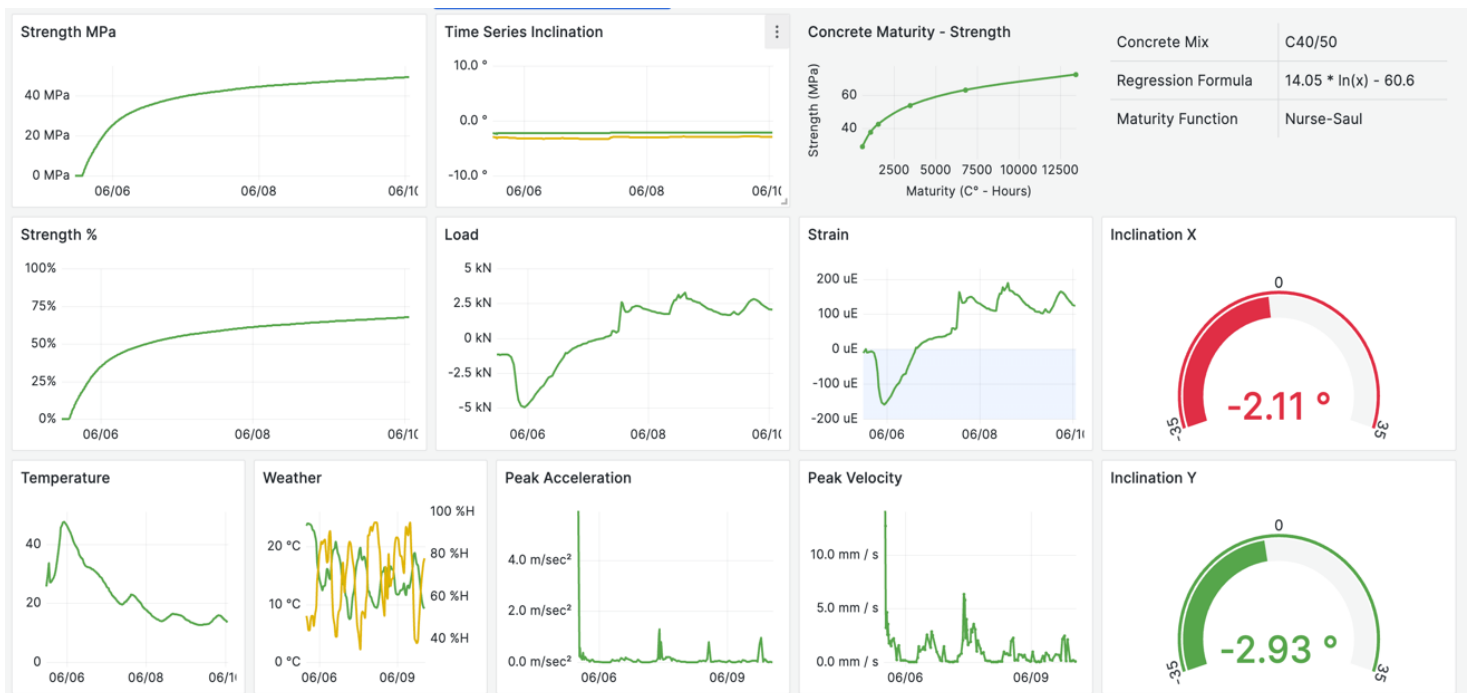 Strength MPa
40 MPa
20 MPa
0 MPa
06/06
06/08
06/10
Time Series Inclination
10.0 °
0.0 °
-10.0 °
06/06
06/08
06/10
Concrete Maturity - Strength
Strength (MPa)
60
40
2500 5000 7500 10000 12500
Maturity (C° - Hours)
Concrete Mix C40/50
Regression Formula 14.05 * ln(x) - 60.6
Maturity Function Nurse-Saul
Strength %
100%
75%
50%
25%
0%
06/06
06/08
Load
5 kN
2.5 kN
0 kN
-2.5 kN
-5 kN
06/06
06/08
Strain
200 uE
100 uE
0 uE
-100 uE
-200 uE
06/06
06/08
Inclination X
0
-35
35
-2.11 °
Temperature
40
20
0
06/06
06/08
Weather
20 °C
10 °C
0 °C
100 %H
80 %H
60 %H
40 %H
06/06
06/09
Peak Acceleration
4.0 m/sec²
2.0 m/sec²
0.0 m/sec²
06/06
06/09
Peak Velocity
10.0 mm / s
5.0 mm / s
0.0 mm / s
06/06
06/09
Inclination Y
0
-35
35
-2.93 °